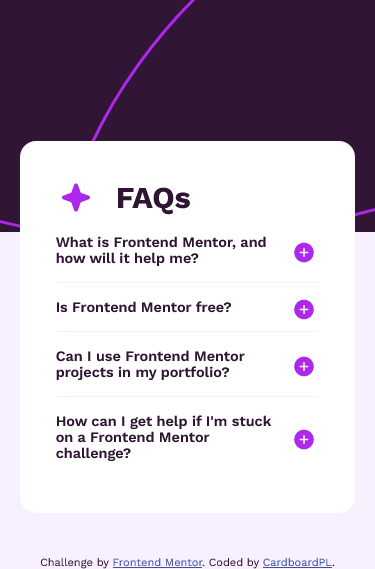 FAQs
What is Frontend Mentor, and
how will it help me?
Is Frontend Mentor free?
Can I use Frontend Mentor
projects in my portfolio?
How can I get help if I'm stuck
on a Frontend Mentor
challenge?
Challenge by Frontend Mentor. Coded by CardboardPL.